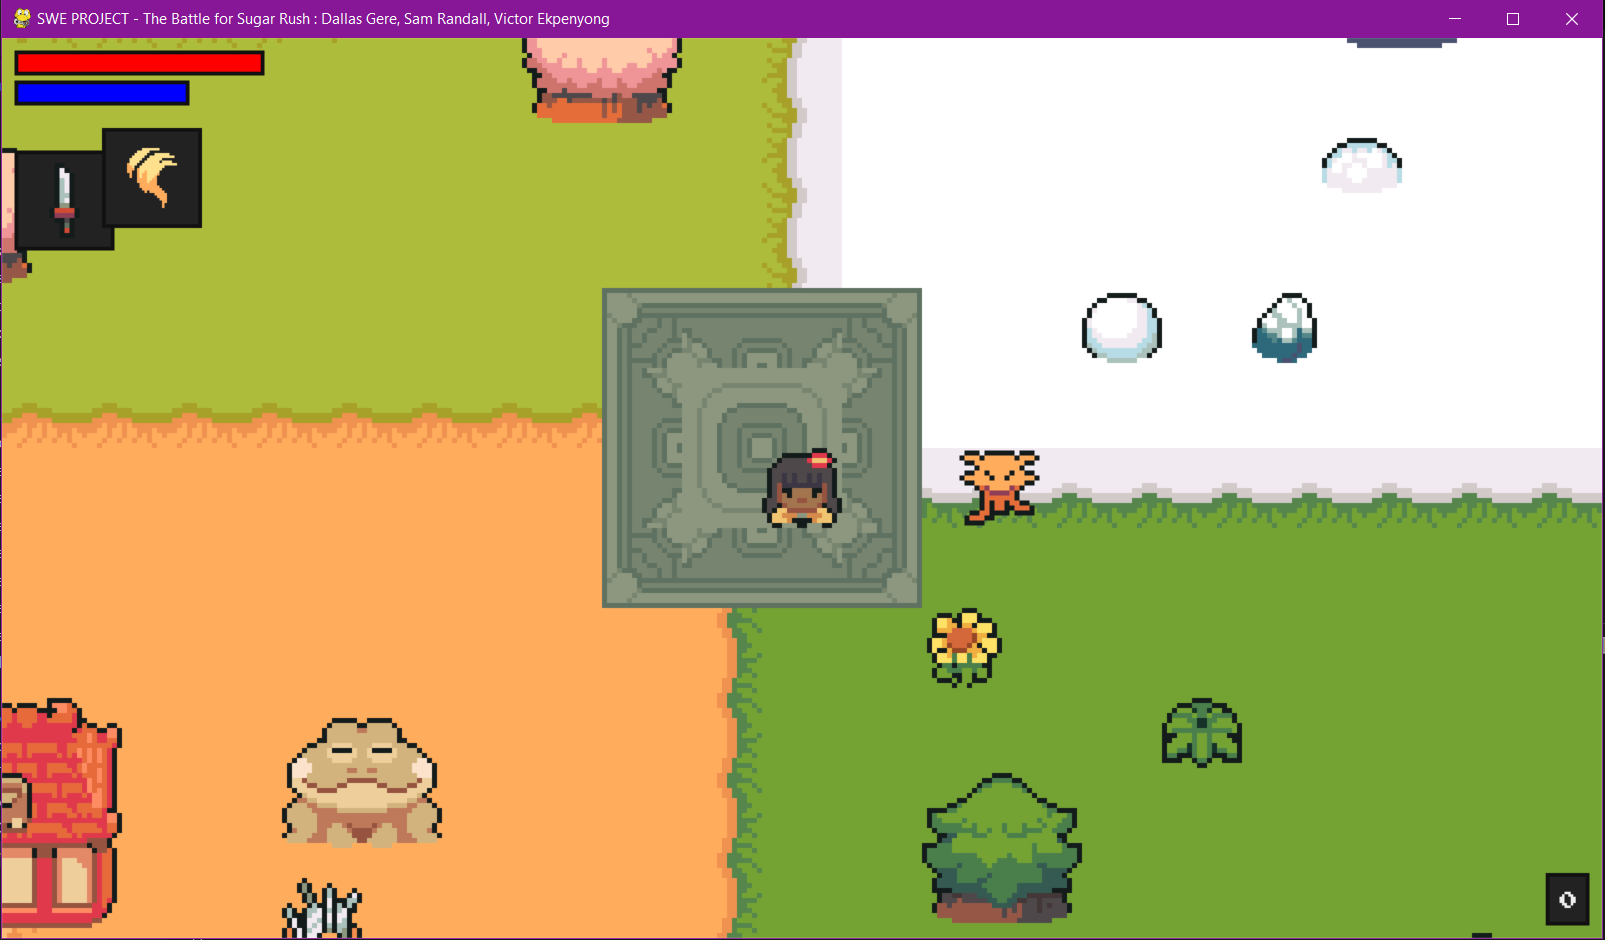 SWE PROJECT - The Battle for Sugar Rush : Dallas Gere, Sam Randall, Victor Ekpenyong
0